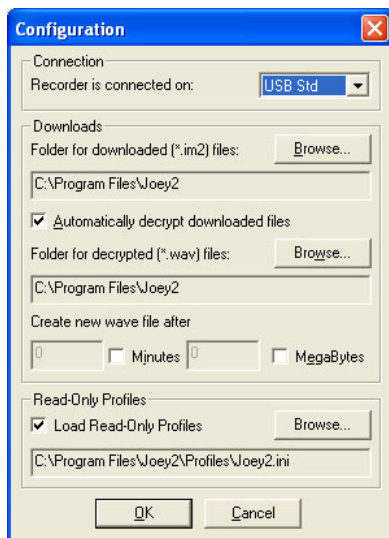 Configuration
Connection
Recorder is connected on: USB Std
Downloads
Folder for downloaded (*.im2) files: Browse...
C:\Program Files\Joey2
Automatically decrypt downloaded files
Folder for decrypted (*.wav) files: Browse...
C:\Program Files\Joey2
Create new wave file after
0 Minutes 0 MegaBytes
Read-Only Profiles
Load Read-Only Profiles Browse...
C:\Program Files\Joey2\Profiles\Joey2.ini
OK Cancel